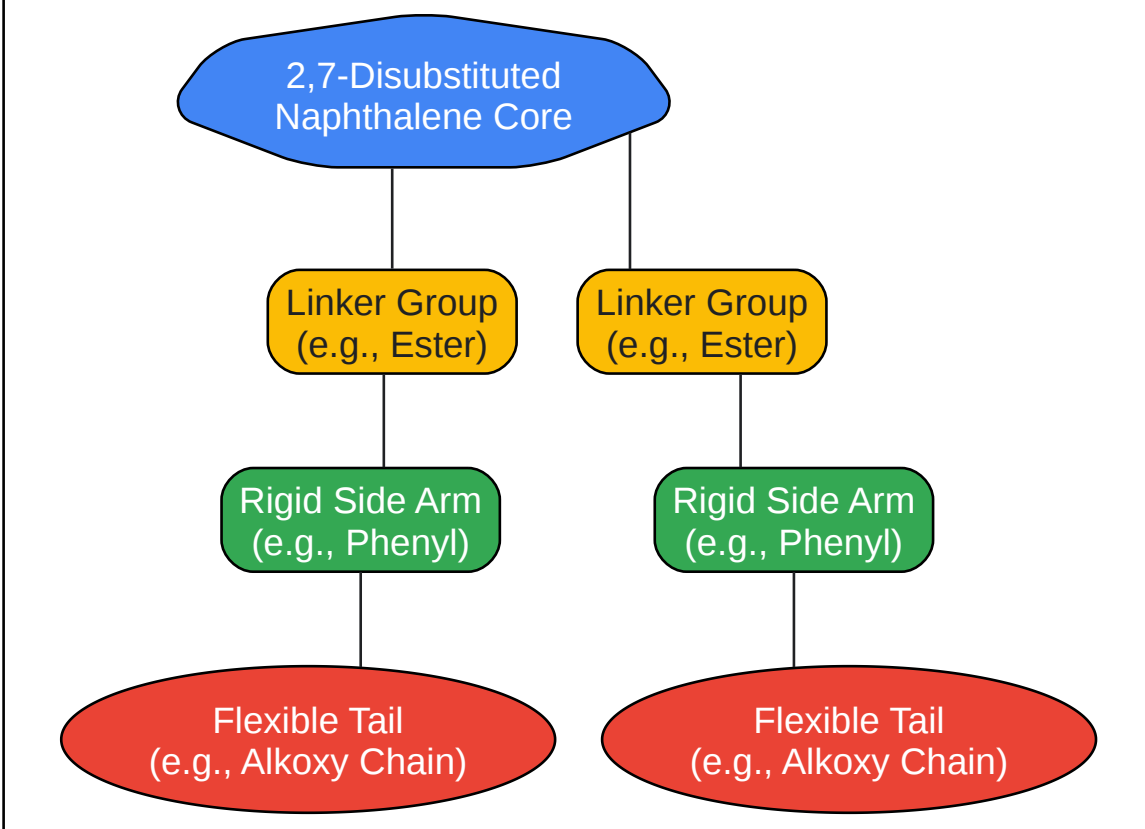 2,7-Disubstituted
Naphthalene Core
Linker Group
(e.g., Ester)
Linker Group
(e.g., Ester)
Rigid Side Arm
(e.g., Phenyl)
Rigid Side Arm
(e.g., Phenyl)
Flexible Tail
(e.g., Alkoxy Chain)
Flexible Tail
(e.g., Alkoxy Chain)